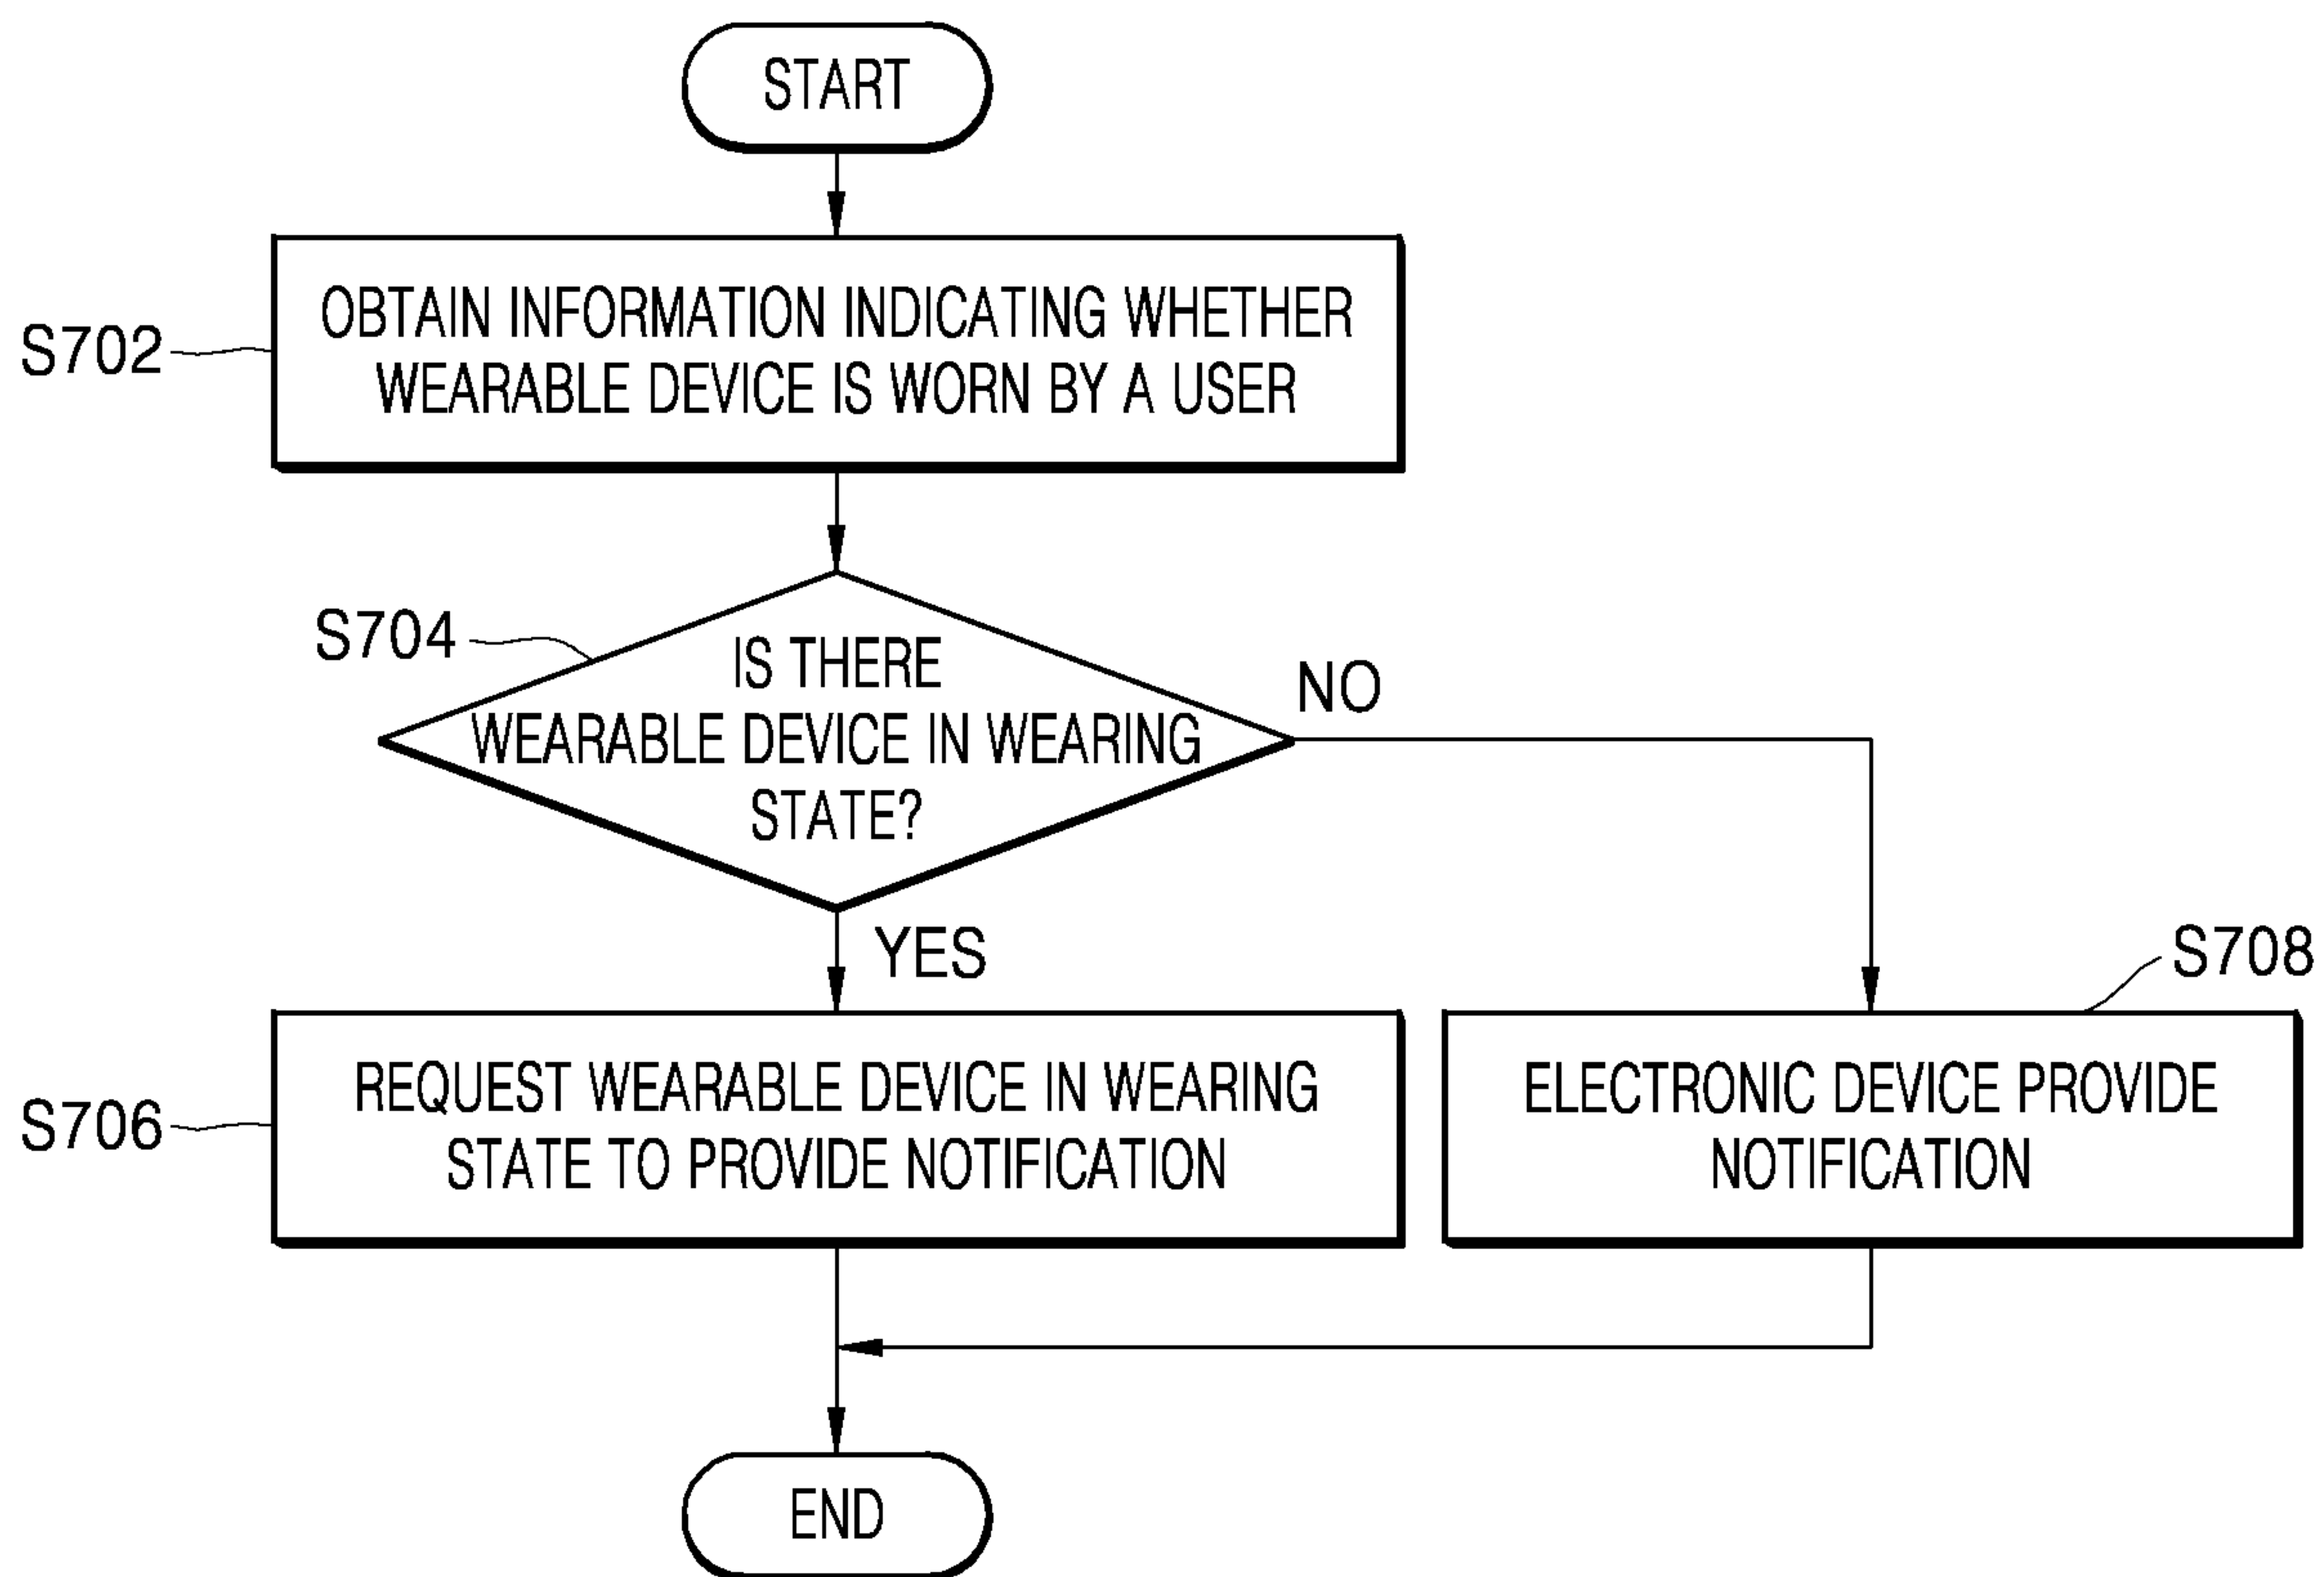 START
S702
OBTAIN INFORMATION INDICATING WHETHER
WEARABLE DEVICE IS WORN BY A USER
S704
IS THERE
WEARABLE DEVICE IN WEARING
STATE?
NO
YES
S706
REQUEST WEARABLE DEVICE IN WEARING
STATE TO PROVIDE NOTIFICATION
S708
ELECTRONIC DEVICE PROVIDE
NOTIFICATION
END